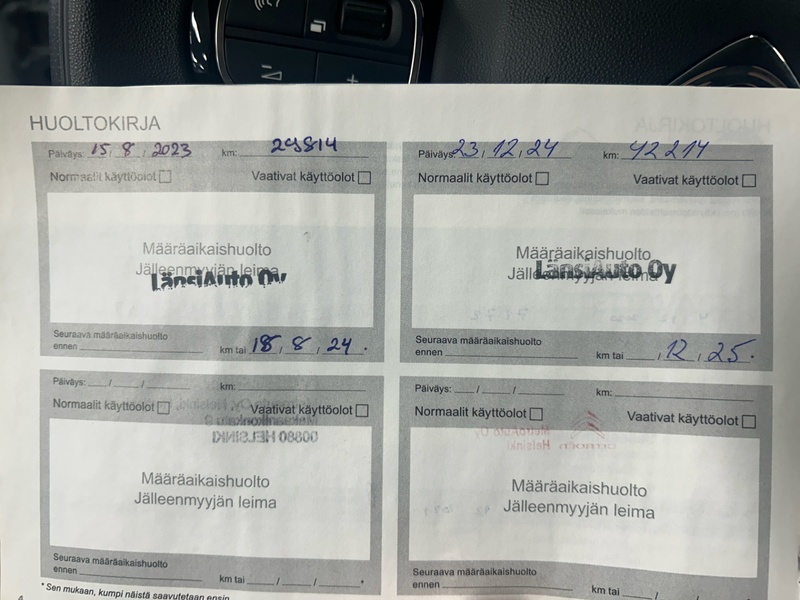 HUOLTOKIRJA
Päiväys: 15, 8, 2023 km: 29814
Normaalit käyttöolot Vaativat käyttöolot
Määräaikaishuolto
Jälleenmyyjän leima
LänsiAuto Oy
Seuraava määräaikaishuolto
ennen km tai 18, 8, 24.
Päiväys 23, 12, 24 km: 42214
Normaalit käyttöolot Vaativat käyttöolot
Määräaikaishuolto
Jälleenmyyjän leima
LänsiAuto Oy
Seuraava määräaikaishuolto
ennen km tai , 12, 25.
Päiväys: / / km:
Normaalit käyttöolot Vaativat käyttöolot
Määräaikaishuolto
Jälleenmyyjän leima
Seuraava määräaikaishuolto
ennen km tai / / *
Päiväys: / / km:
Normaalit käyttöolot Vaativat käyttöolot
Määräaikaishuolto
Jälleenmyyjän leima
Seuraava määräaikaishuolto
ennen km tai /
* Sen mukaan, kumpi näistä saavutetaan ensin